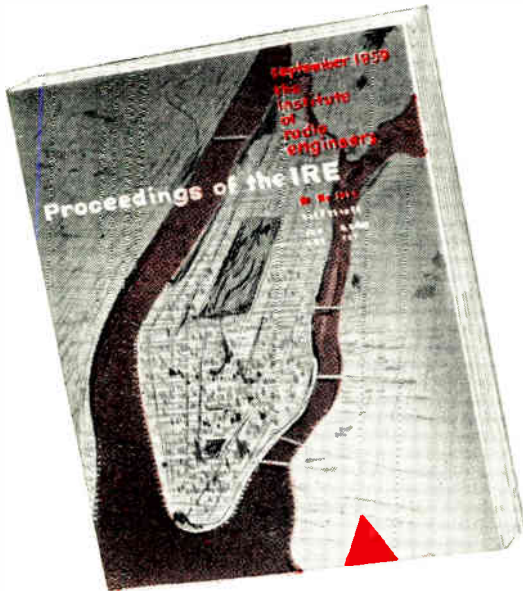 september 1959
the
institute
of
radio
engineers
Proceedings of the IRE